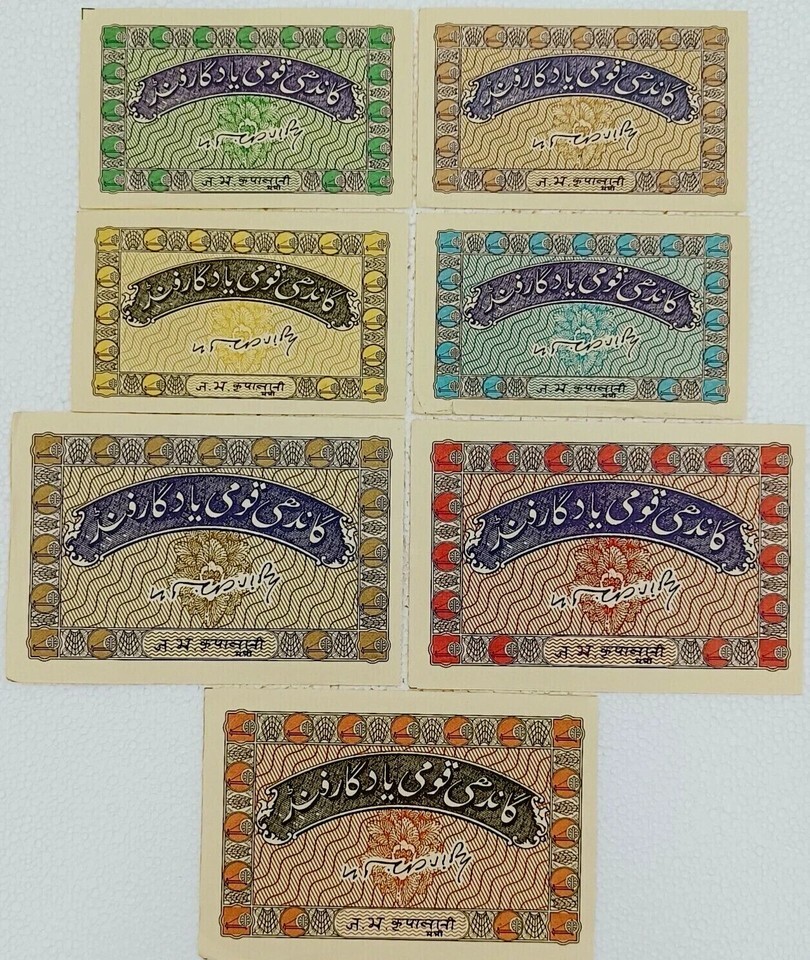 گاندھی قومی یادگار فنڈ
ज. भ. कृपालानी
मंत्री
گاندھی قومی یادگار فنڈ
ज. भ. कृपालानी
मंत्री
گاندھی قومی یادگار فنڈ
ज. भ. कृपालानी
मंत्री
گاندھی قومی یادگار فنڈ
ज. भ. कृपालानी
मंत्री
گاندھی قومی یادگار فنڈ
ज. भ. कृपालानी
मंत्री
گاندھی قومی یادگار فنڈ
ज. भ. कृपालानी
मंत्री
گاندھی قومی یادگار فنڈ
ज. भ. कृपालानी
मंत्री